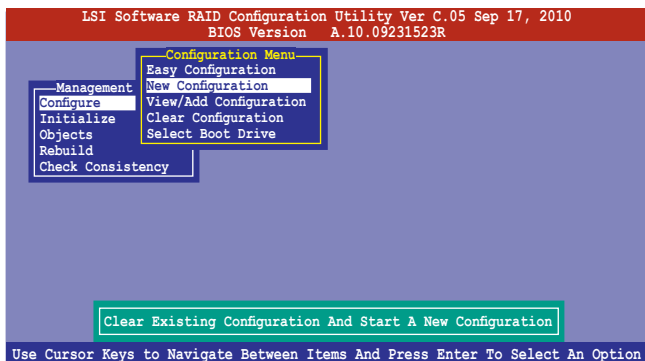 LSI Software RAID Configuration Utility Ver C.05 Sep 17, 2010
BIOS Version A.10.09231523R
Management
Configure
Initialize
Objects
Rebuild
Check Consistency
Configuration Menu
Easy Configuration
New Configuration
View/Add Configuration
Clear Configuration
Select Boot Drive
Clear Existing Configuration And Start A New Configuration
Use Cursor Keys to Navigate Between Items And Press Enter To Select An Option